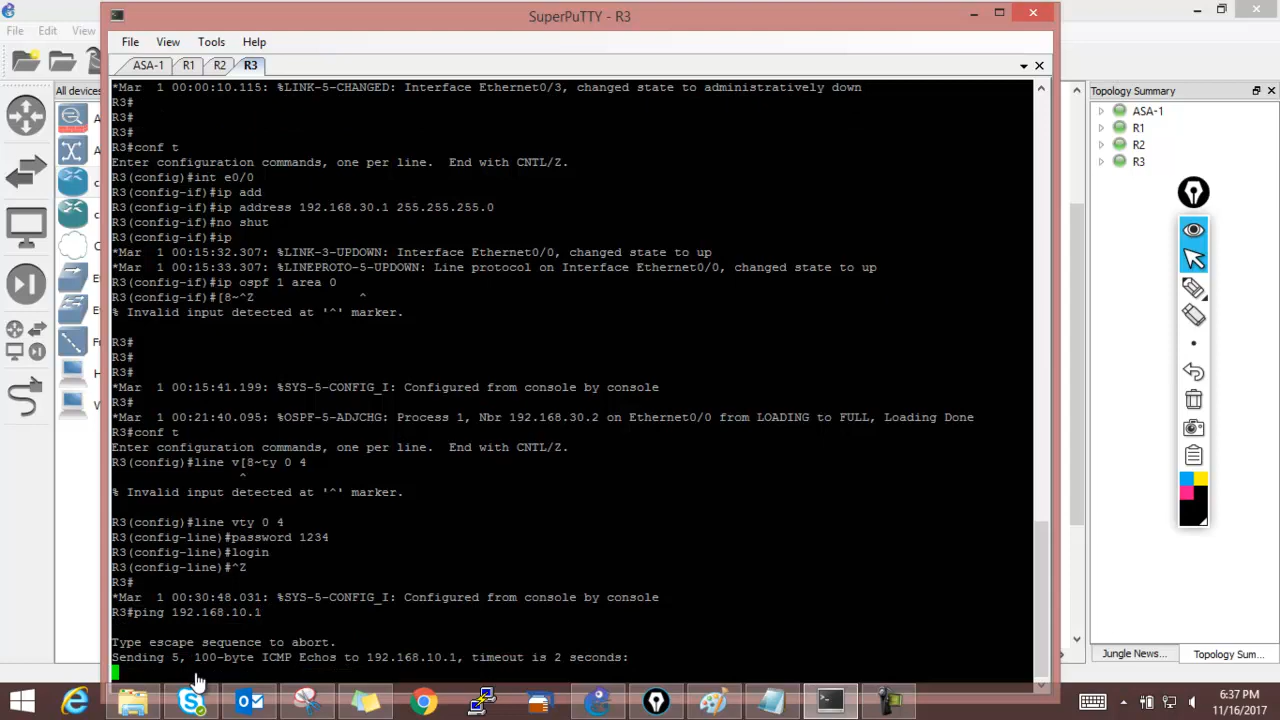 SuperPuTTY - R3
File Edit View
File View Tools Help
ASA-1 R1 R2 R3
All devices
Topology Summary
ASA-1
R1
R2
R3
*Mar  1 00:00:10.115: %LINK-5-CHANGED: Interface Ethernet0/3, changed state to administratively down
R3#
R3#
R3#
R3#conf t
Enter configuration commands, one per line.  End with CNTL/Z.
R3(config)#int e0/0
R3(config-if)#ip add
R3(config-if)#ip address 192.168.30.1 255.255.255.0
R3(config-if)#no shut
R3(config-if)#ip
*Mar  1 00:15:32.307: %LINK-3-UPDOWN: Interface Ethernet0/0, changed state to up
*Mar  1 00:15:33.307: %LINEPROTO-5-UPDOWN: Line protocol on Interface Ethernet0/0, changed state to up
R3(config-if)#ip ospf 1 area 0
R3(config-if)#[8~^Z              ^
% Invalid input detected at '^' marker.
R3#
R3#
R3#
*Mar  1 00:15:41.199: %SYS-5-CONFIG_I: Configured from console by console
R3#
*Mar  1 00:21:40.095: %OSPF-5-ADJCHG: Process 1, Nbr 192.168.30.2 on Ethernet0/0 from LOADING to FULL, Loading Done
R3#conf t
Enter configuration commands, one per line.  End with CNTL/Z.
R3(config)#line v[8~ty 0 4
^
% Invalid input detected at '^' marker.
R3(config)#line vty 0 4
R3(config-line)#password 1234
R3(config-line)#login
R3(config-line)#^Z
R3#
*Mar  1 00:30:48.031: %SYS-5-CONFIG_I: Configured from console by console
R3#ping 192.168.10.1
Type escape sequence to abort.
Sending 5, 100-byte ICMP Echos to 192.168.10.1, timeout is 2 seconds:
Jungle News... Topology Sum...
6:37 PM
11/16/2017